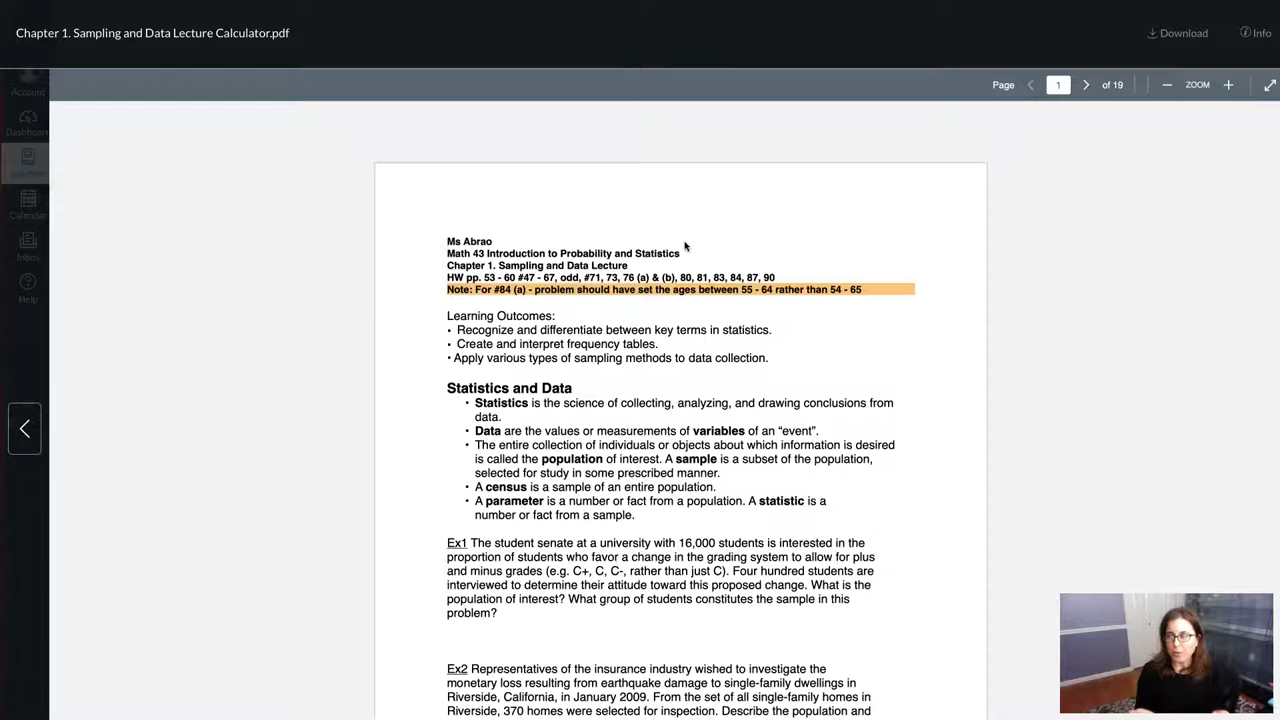 Chapter 1. Sampling and Data Lecture Calculator.pdf
Download
Info
Page
1
of 19
ZOOM
Account
Dashboard
Calendar
Inbox
Help
Ms Abrao
Math 43 Introduction to Probability and Statistics
Chapter 1. Sampling and Data Lecture
HW pp. 53 - 60 #47 - 67, odd, #71, 73, 76 (a) & (b), 80, 81, 83, 84, 87, 90
Note: For #84 (a) - problem should have set the ages between 55 - 64 rather than 54 - 65
Learning Outcomes:
• Recognize and differentiate between key terms in statistics.
• Create and interpret frequency tables.
• Apply various types of sampling methods to data collection.
Statistics and Data
• Statistics is the science of collecting, analyzing, and drawing conclusions from
data.
• Data are the values or measurements of variables of an “event”.
• The entire collection of individuals or objects about which information is desired
is called the population of interest. A sample is a subset of the population,
selected for study in some prescribed manner.
• A census is a sample of an entire population.
• A parameter is a number or fact from a population. A statistic is a
number or fact from a sample.
Ex1 The student senate at a university with 16,000 students is interested in the
proportion of students who favor a change in the grading system to allow for plus
and minus grades (e.g. C+, C, C-, rather than just C). Four hundred students are
interviewed to determine their attitude toward this proposed change. What is the
population of interest? What group of students constitutes the sample in this
problem?
Ex2 Representatives of the insurance industry wished to investigate the
monetary loss resulting from earthquake damage to single-family dwellings in
Riverside, California, in January 2009. From the set of all single-family homes in
Riverside, 370 homes were selected for inspection. Describe the population and